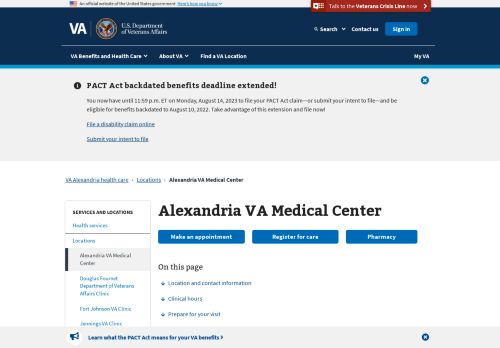 An official website of the United States government Here's how you know
Talk to the Veterans Crisis Line now
VA
U.S. Department
of Veterans Affairs
Search
Contact us
Sign in
VA Benefits and Health Care
About VA
Find a VA Location
My VA
PACT Act backdated benefits deadline extended!
You now have until 11:59 p.m. ET on Monday, August 14, 2023 to file your PACT Act claim—or submit your intent to file—and be
eligible for benefits backdated to August 10, 2022. Take advantage of this extension and file now!
File a disability claim online
Submit your intent to file
VA Alexandria health care › Locations › Alexandria VA Medical Center
SERVICES AND LOCATIONS
Health services
Locations
Alexandria VA Medical
Center
Douglas Fournet
Department of Veterans
Affairs Clinic
Fort Johnson VA Clinic
Jennings VA Clinic
Alexandria VA Medical Center
Make an appointment
Register for care
Pharmacy
On this page
Location and contact information
Clinical hours
Prepare for your visit
Learn what the PACT Act means for your VA benefits